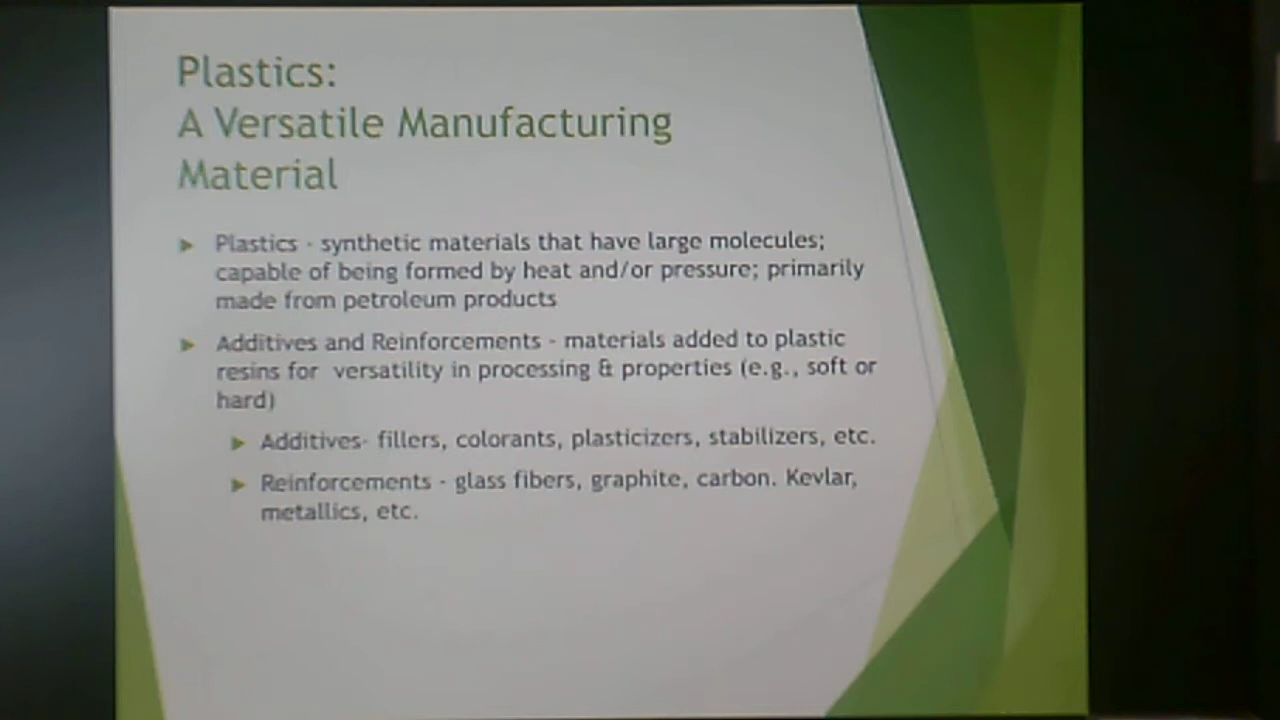 Plastics:
A Versatile Manufacturing
Material
Plastics - synthetic materials that have large molecules;
capable of being formed by heat and/or pressure; primarily
made from petroleum products
Additives and Reinforcements - materials added to plastic
resins for versatility in processing & properties (e.g., soft or
hard)
Additives- fillers, colorants, plasticizers, stabilizers, etc.
Reinforcements - glass fibers, graphite, carbon. Kevlar,
metallics, etc.